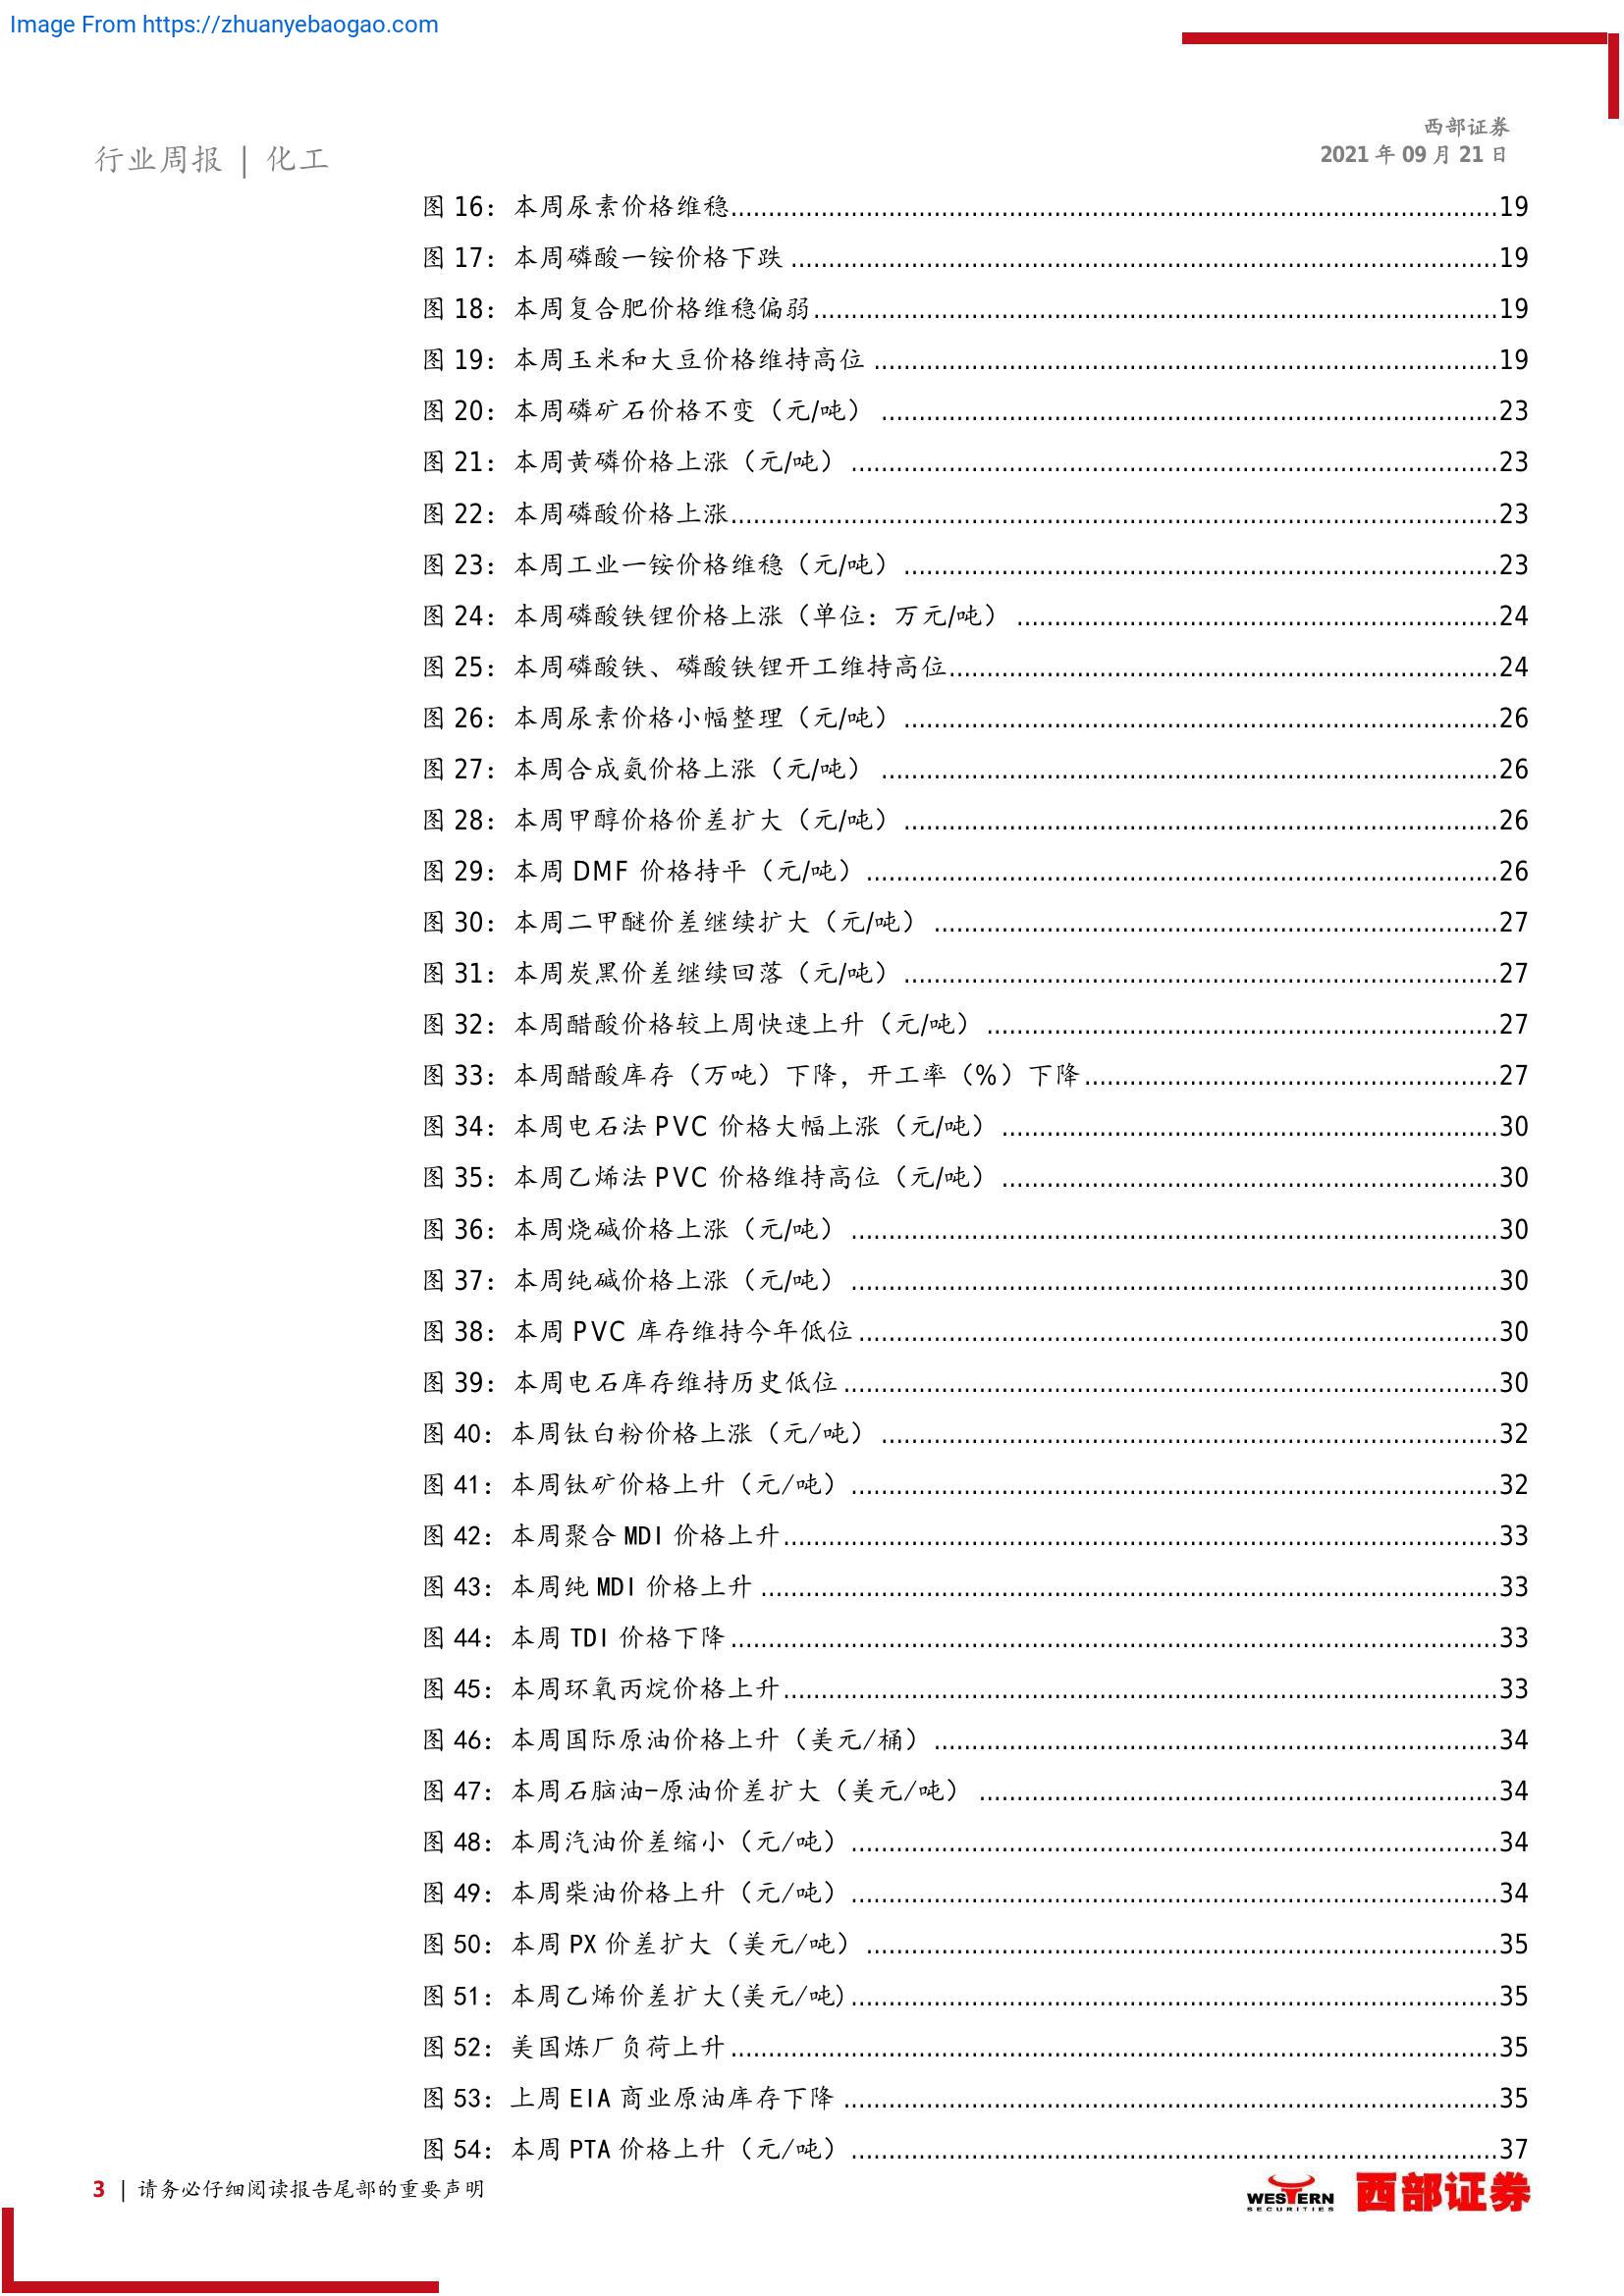 Image From https://zhuanyebaogao.com
西部证券
行业周报 | 化工
2021 年 09 月 21 日
图 16：本周尿素价格维稳....................19
图 17：本周磷酸一铵价格下跌....................19
图 18：本周复合肥价格维稳偏弱....................19
图 19：本周玉米和大豆价格维持高位....................19
图 20：本周磷矿石价格不变（元/吨）....................23
图 21：本周黄磷价格上涨（元/吨）....................23
图 22：本周磷酸价格上涨....................23
图 23：本周工业一铵价格维稳（元/吨）....................23
图 24：本周磷酸铁锂价格上涨（单位：万元/吨）....................24
图 25：本周磷酸铁、磷酸铁锂开工维持高位....................24
图 26：本周尿素价格小幅整理（元/吨）....................26
图 27：本周合成氨价格上涨（元/吨）....................26
图 28：本周甲醇价格价差扩大（元/吨）....................26
图 29：本周 DMF 价格持平（元/吨）....................26
图 30：本周二甲醚价差继续扩大（元/吨）....................27
图 31：本周炭黑价差继续回落（元/吨）....................27
图 32：本周醋酸价格较上周快速上升（元/吨）....................27
图 33：本周醋酸库存（万吨）下降，开工率（%）下降....................27
图 34：本周电石法 PVC 价格大幅上涨（元/吨）....................30
图 35：本周乙烯法 PVC 价格维持高位（元/吨）....................30
图 36：本周烧碱价格上涨（元/吨）....................30
图 37：本周纯碱价格上涨（元/吨）....................30
图 38：本周 PVC 库存维持今年低位....................30
图 39：本周电石库存维持历史低位....................30
图 40：本周钛白粉价格上涨（元/吨）....................32
图 41：本周钛矿价格上升（元/吨）....................32
图 42：本周聚合 MDI 价格上升....................33
图 43：本周纯 MDI 价格上升....................33
图 44：本周 TDI 价格下降....................33
图 45：本周环氧丙烷价格上升....................33
图 46：本周国际原油价格上升（美元/桶）....................34
图 47：本周石脑油-原油价差扩大（美元/吨）....................34
图 48：本周汽油价差缩小（元/吨）....................34
图 49：本周柴油价格上升（元/吨）....................34
图 50：本周 PX 价差扩大（美元/吨）....................35
图 51：本周乙烯价差扩大(美元/吨)....................35
图 52：美国炼厂负荷上升....................35
图 53：上周 EIA 商业原油库存下降....................35
图 54：本周 PTA 价格上升（元/吨）....................37
3 | 请务必仔细阅读报告尾部的重要声明
WESTERN SECURITIES 西部证券